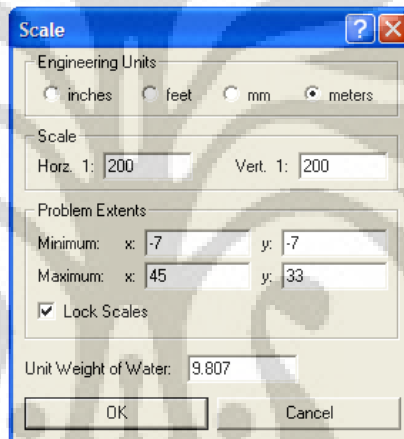 Scale
Engineering Units
inches feet mm meters
Scale
Horz. 1: 200 Vert. 1: 200
Problem Extents
Minimum: x: -7 y: -7
Maximum: x: 45 y: 33
Lock Scales
Unit Weight of Water: 9.807
OK Cancel